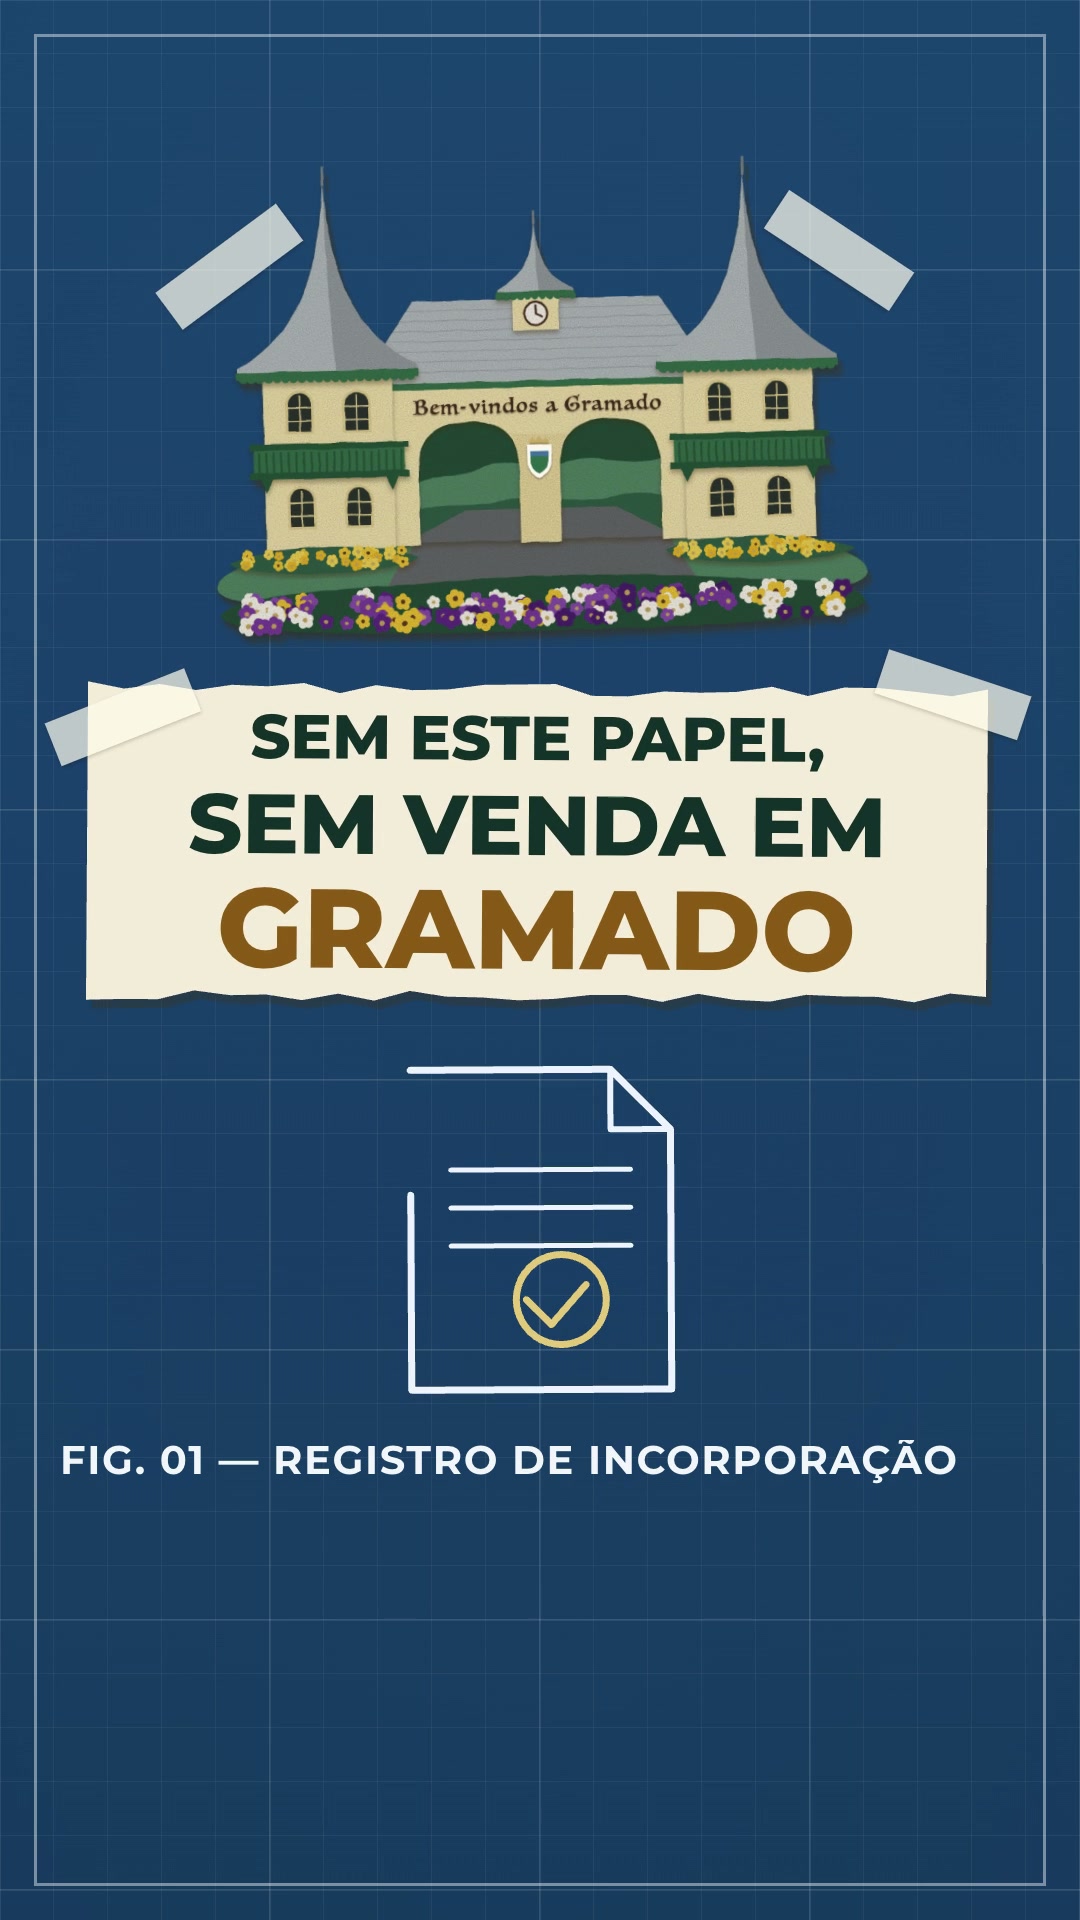 Bem-vindos a Gramado
SEM ESTE PAPEL,
SEM VENDA EM
GRAMADO
FIG. 01 — REGISTRO DE INCORPORAÇÃO